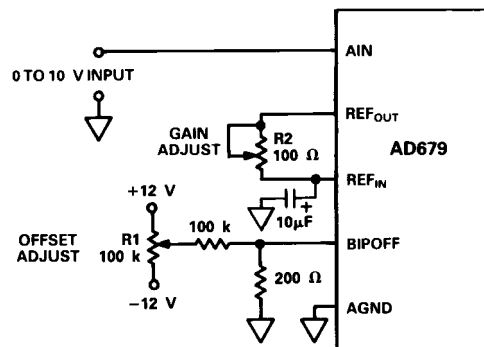 AIN
0 TO 10 V INPUT
REFOUT
GAIN
ADJUST
R2
100 Ω
AD679
REFIN
+
10µF
+12 V
OFFSET
ADJUST
R1
100 k
100 k
BIPOFF
200 Ω
−12 V
AGND